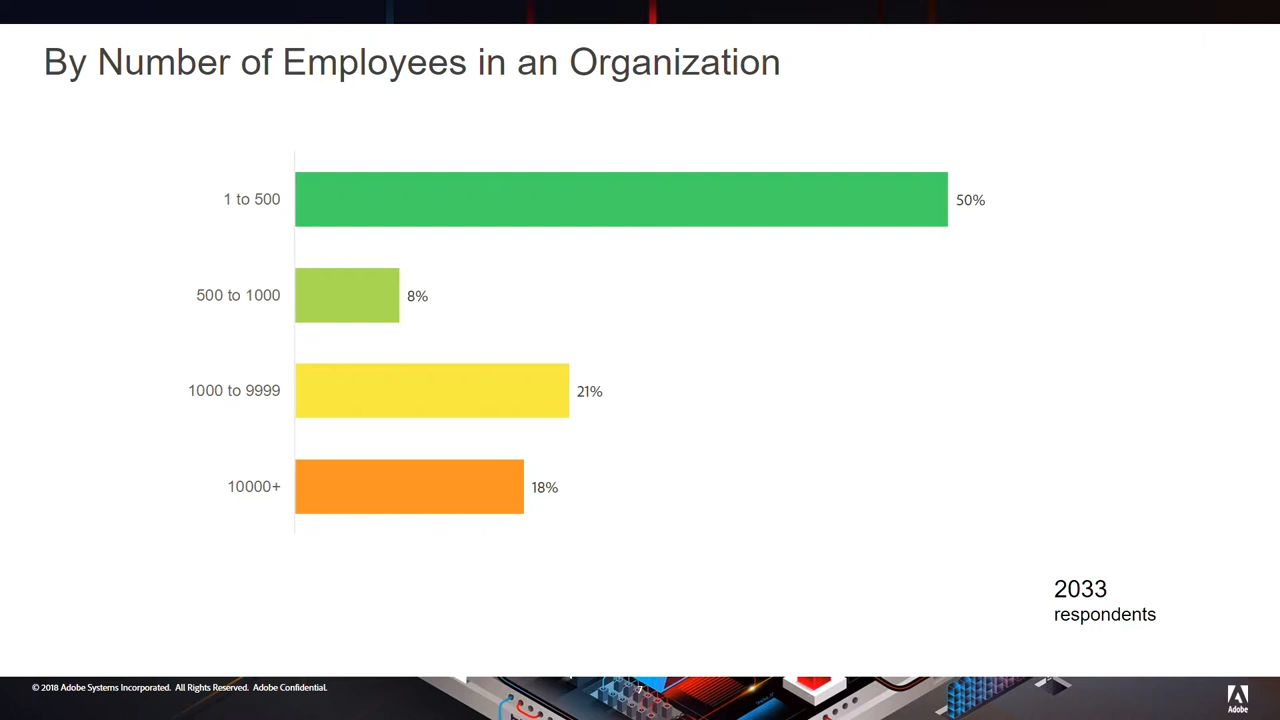 By Number of Employees in an Organization
1 to 500
50%
500 to 1000
8%
1000 to 9999
21%
10000+
18%
2033
respondents
© 2018 Adobe Systems Incorporated. All Rights Reserved. Adobe Confidential.
7
Adobe